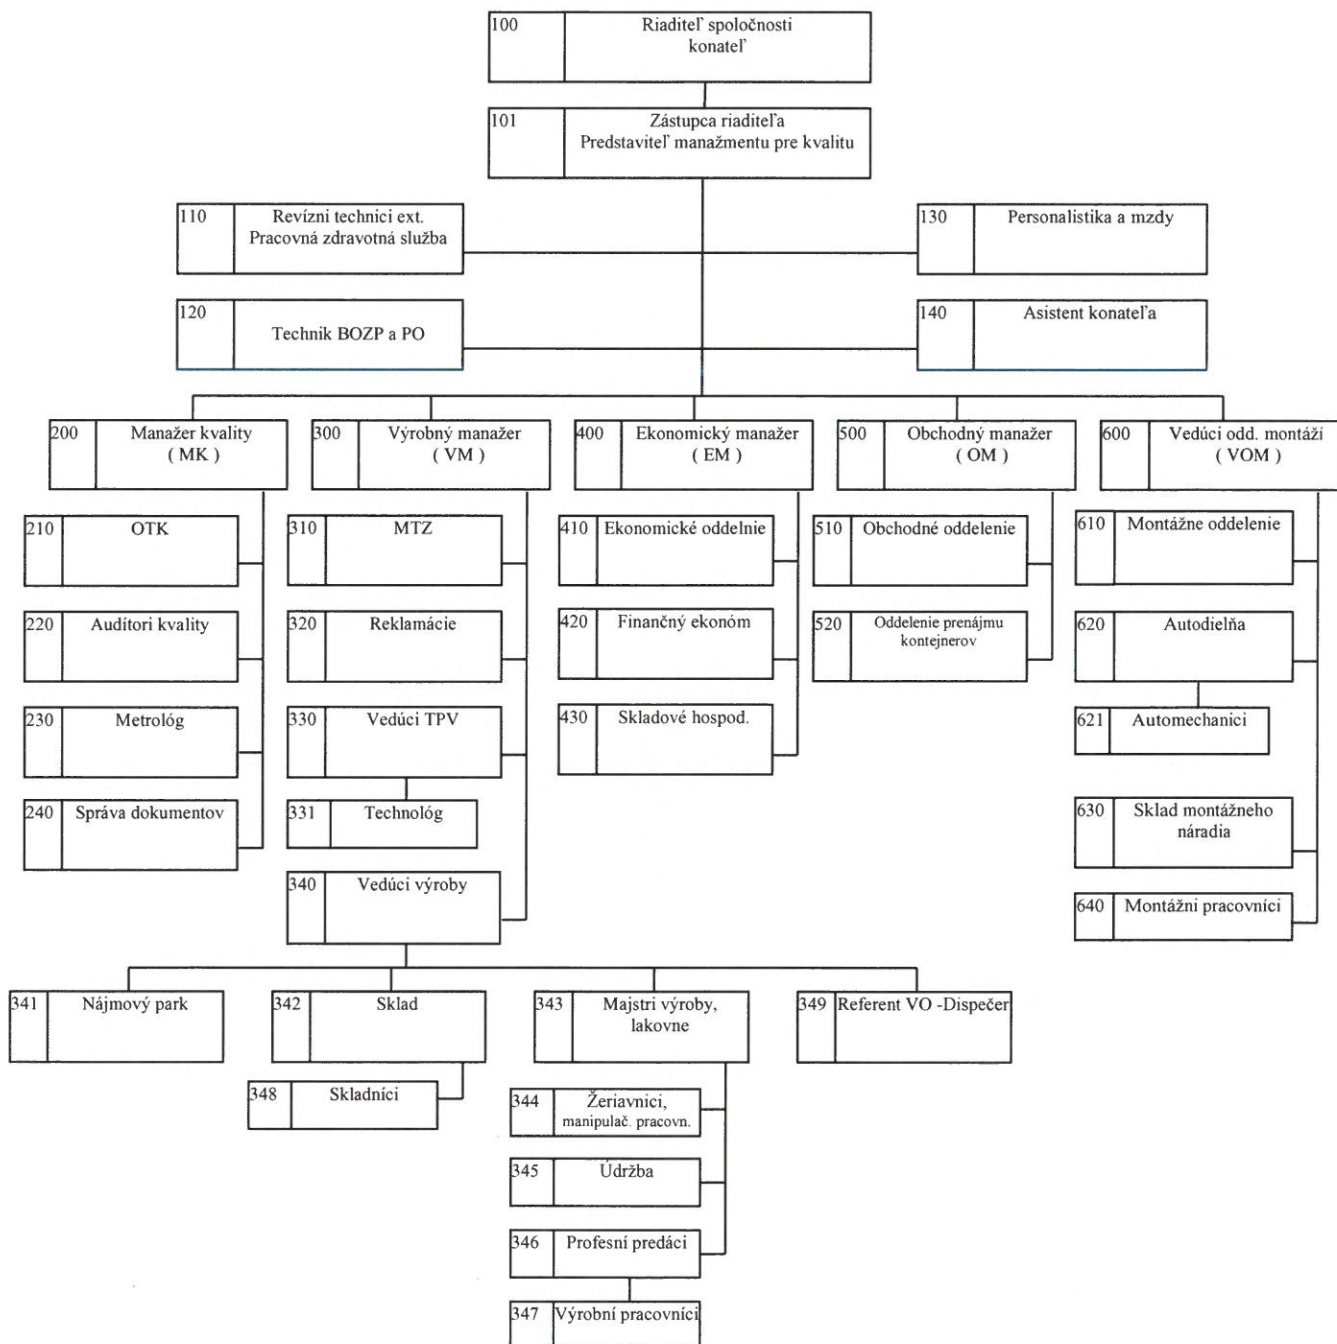 100 Riaditeľ spoločnosti
konateľ
101 Zástupca riaditeľa
Predstaviteľ manažmentu pre kvalitu
110 Revízni technici ext.
Pracovná zdravotná služba
130 Personalistika a mzdy
120 Technik BOZP a PO
140 Asistent konateľa
200 Manažer kvality
( MK )
300 Výrobný manažer
( VM )
400 Ekonomický manažer
( EM )
500 Obchodný manažer
( OM )
600 Vedúci odd. montáží
( VOM )
210 OTK
310 MTZ
410 Ekonomické oddelnie
510 Obchodné oddelenie
610 Montážne oddelenie
220 Audítori kvality
320 Reklamácie
420 Finančný ekonóm
520 Oddelenie prenájmu
kontejnerov
620 Autodielňa
230 Metrológ
330 Vedúci TPV
430 Skladové hospod.
621 Automechanici
240 Správa dokumentov
331 Technológ
630 Sklad montážneho
náradia
340 Vedúci výroby
640 Montážni pracovníci
341 Nájmový park
342 Sklad
343 Majstri výroby,
lakovne
349 Referent VO -Dispečer
348 Skladníci
344 Žeriavnici,
manipulač. pracovn.
345 Údržba
346 Profesní predáci
347 Výrobní pracovníci